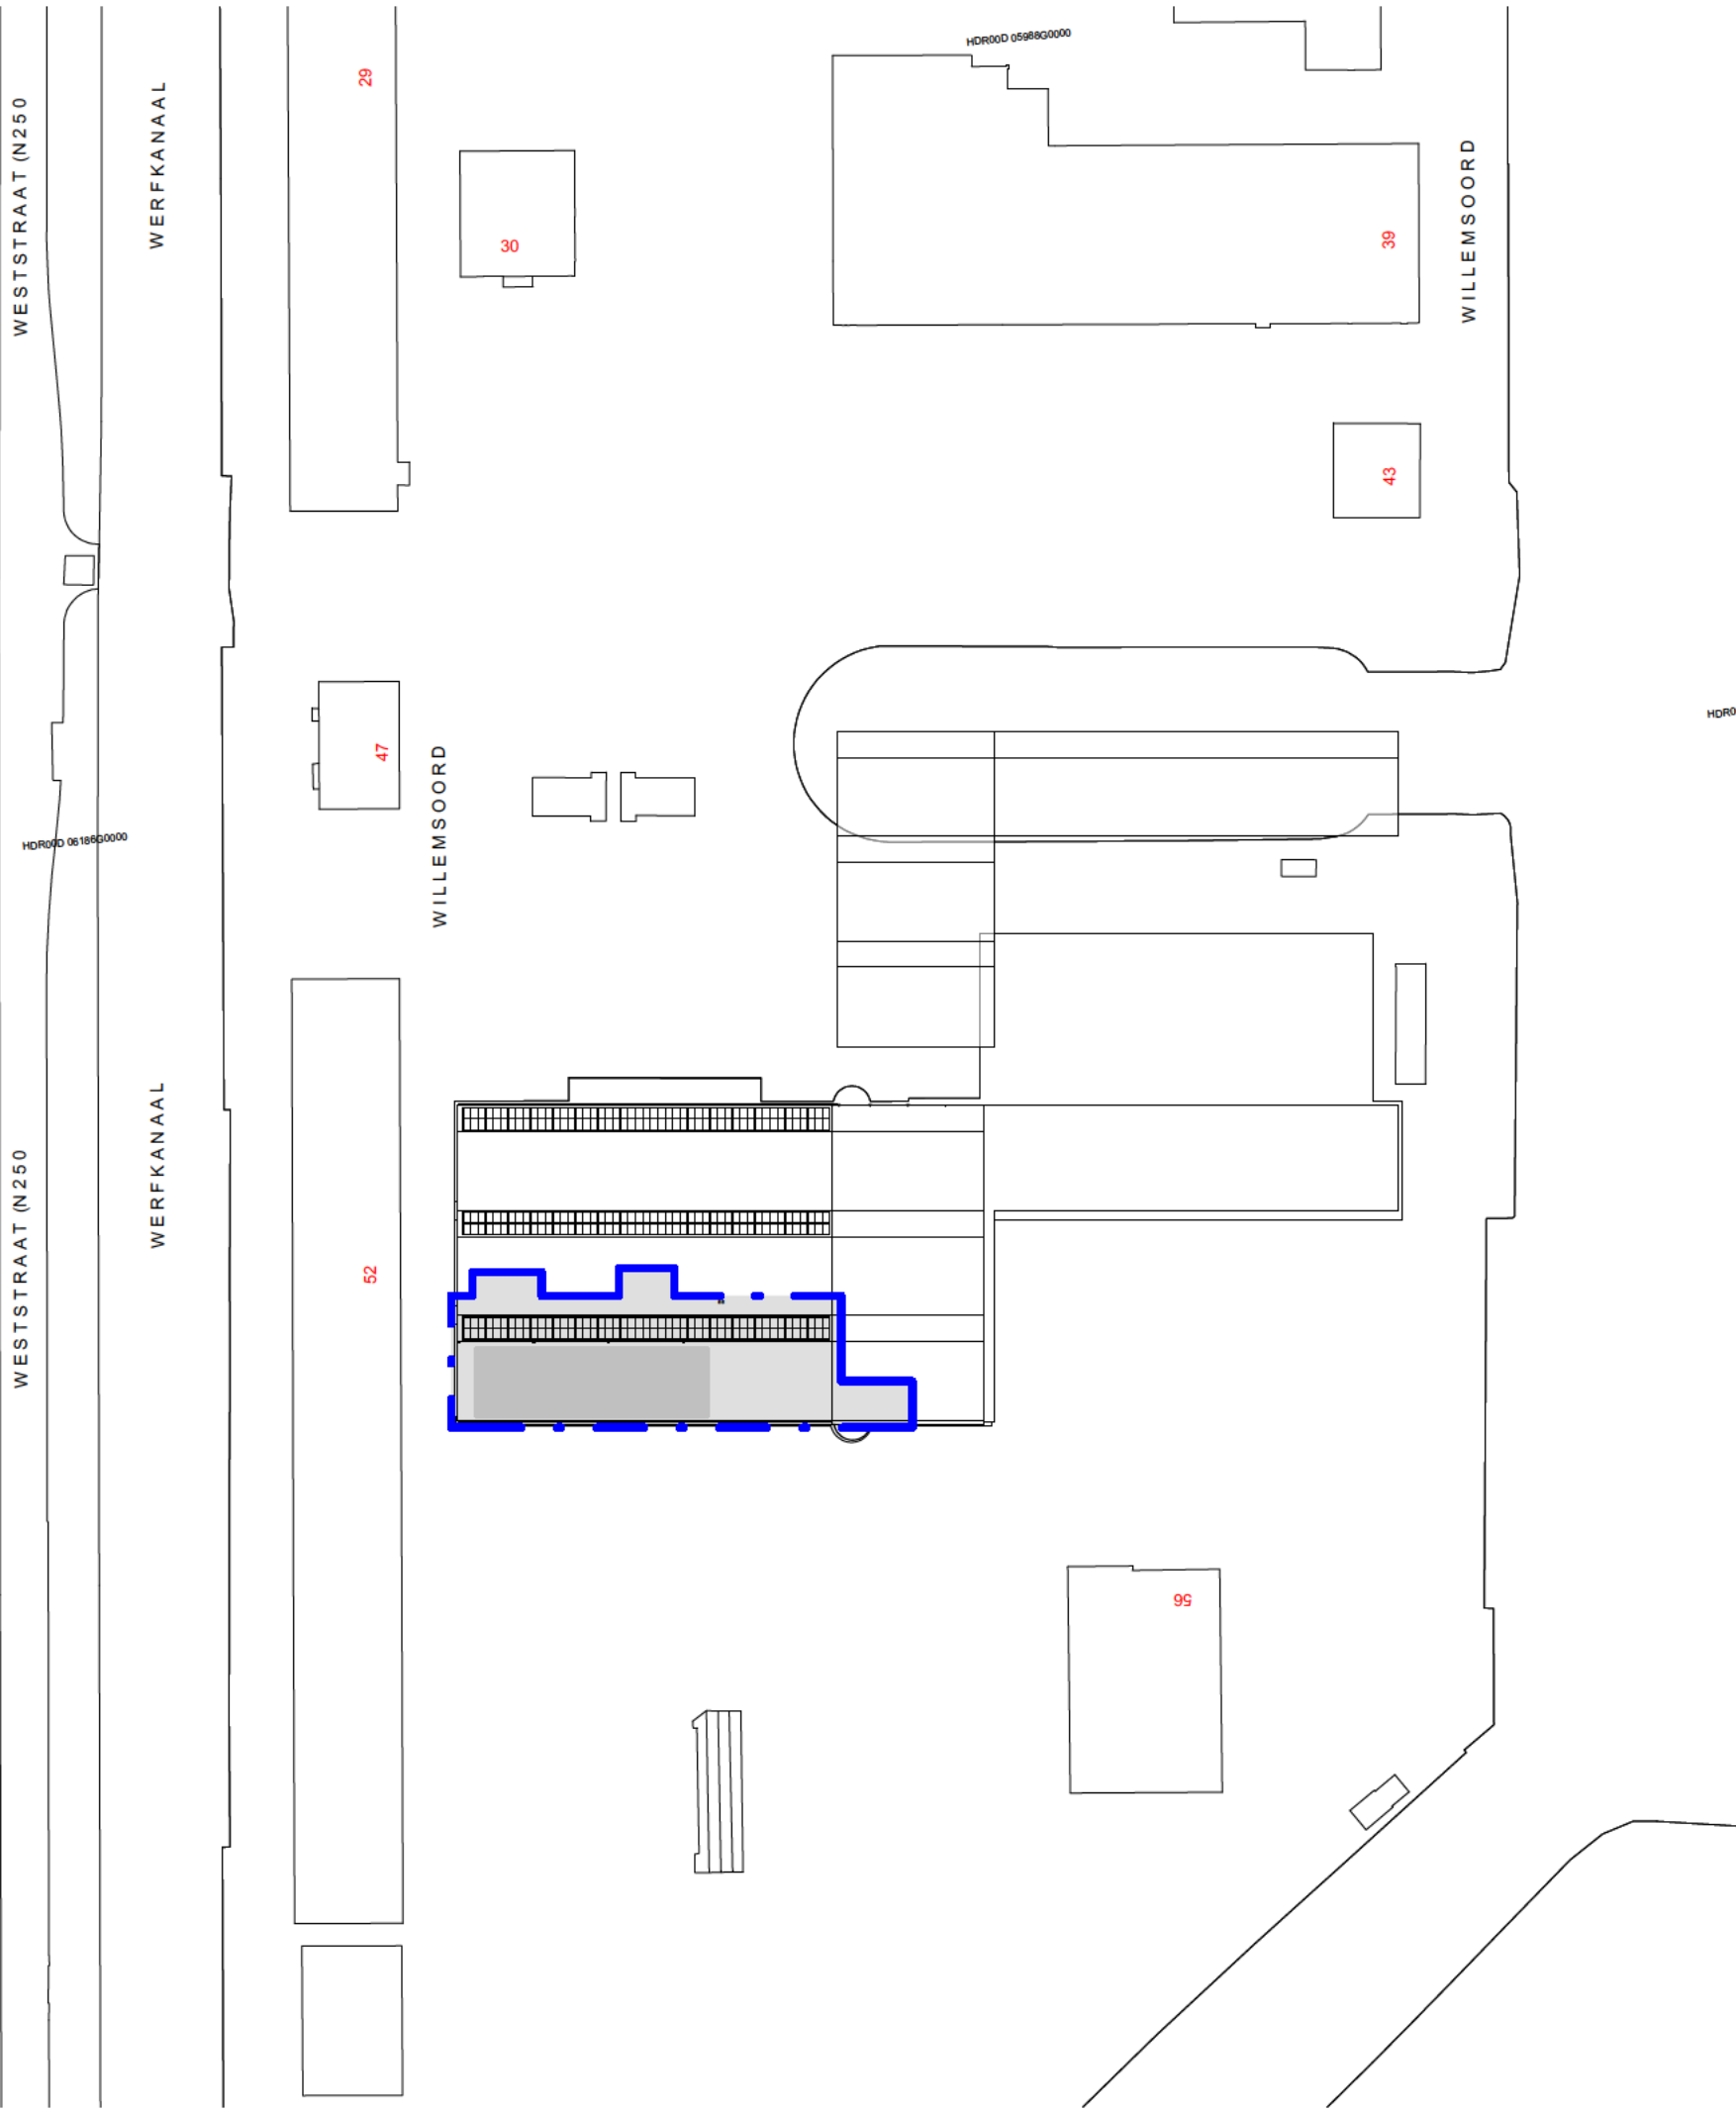 HDR00D 05988G0000
29
WESTSTRAAT (N250
WERFKANAAL
WILLEMSOORD
30
39
43
HDR0
47
WILLEMSOORD
HDR00D 06186G0000
WERFKANAAL
WESTSTRAAT (N250
52
56